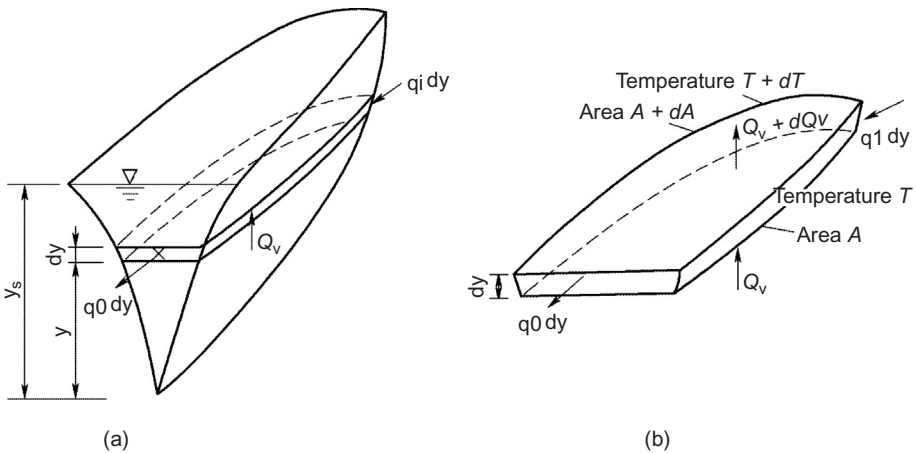 qi dy
Q_v
dy
y_s
y
q0 dy
(a)
Temperature T + dT
Area A + dA
Q_v + dQv
q1 dy
Temperature T
Area A
dy
Q_v
q0 dy
(b)